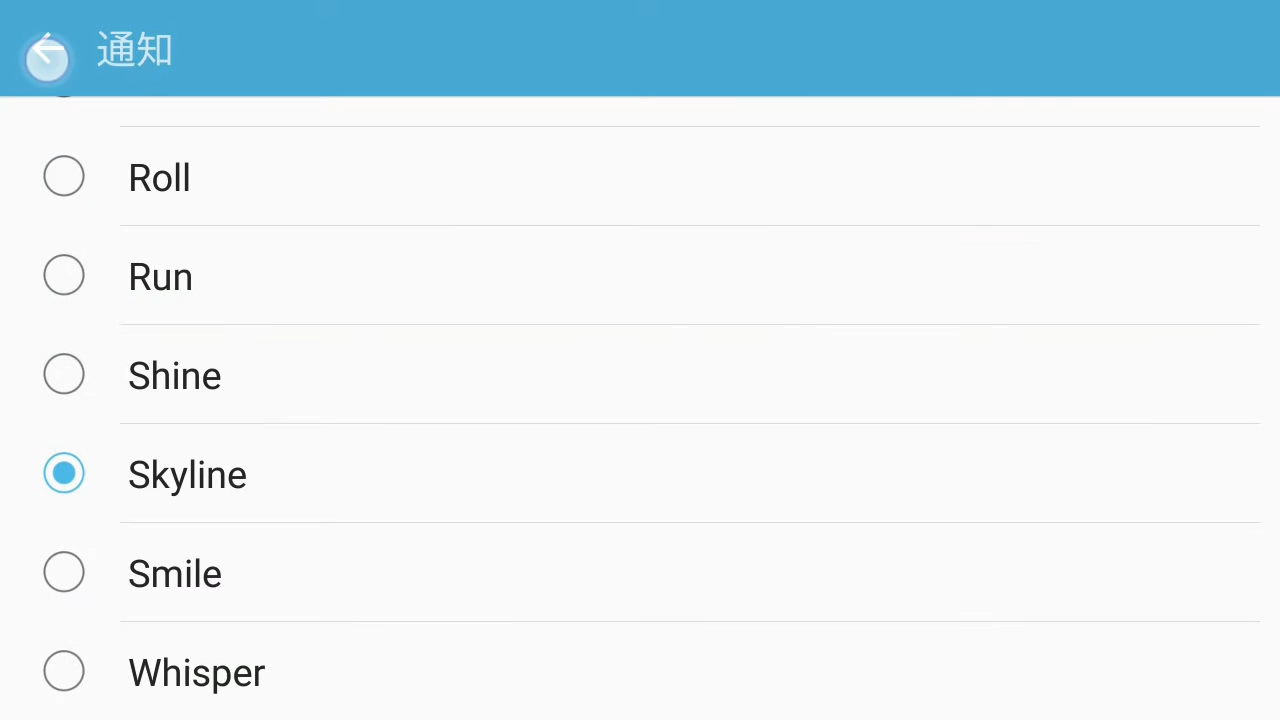 通知
Roll
Run
Shine
Skyline
Smile
Whisper